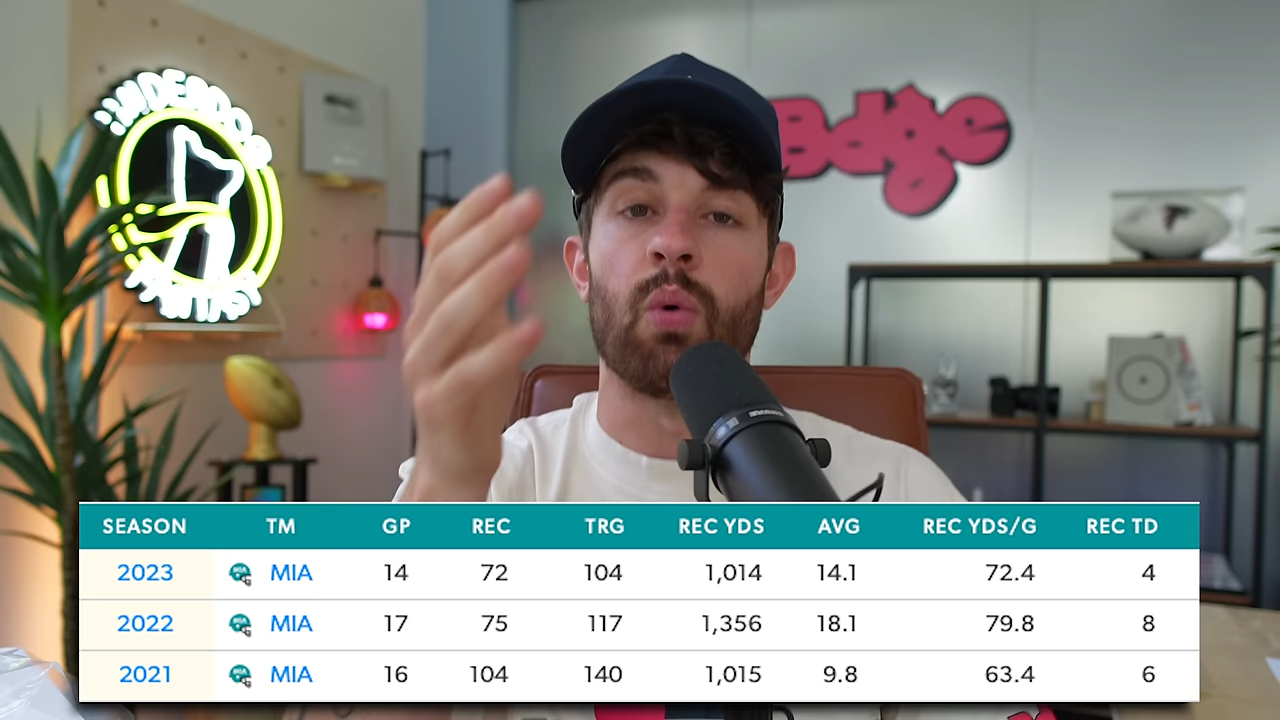 UNDERDOG
FANTASY
Bdge
SEASON TM GP REC TRG REC YDS AVG REC YDS/G REC TD
2023 MIA 14 72 104 1,014 14.1 72.4 4
2022 MIA 17 75 117 1,356 18.1 79.8 8
2021 MIA 16 104 140 1,015 9.8 63.4 6